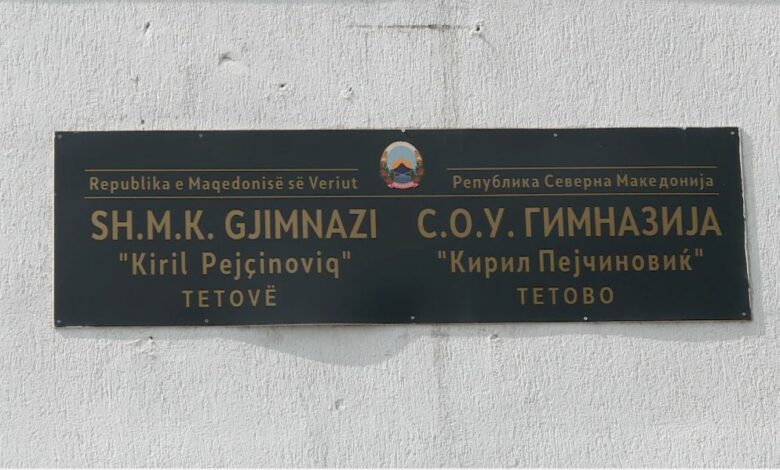 Republika e Maqedonisë së Veriut
SH.M.K. GJIMNAZI
"Kiril Pejçinoviq"
TETOVË
Република Северна Македонија
С.О.У. ГИМНАЗИЈА
"Кирил Пејчиновиќ"
ТЕТОВО